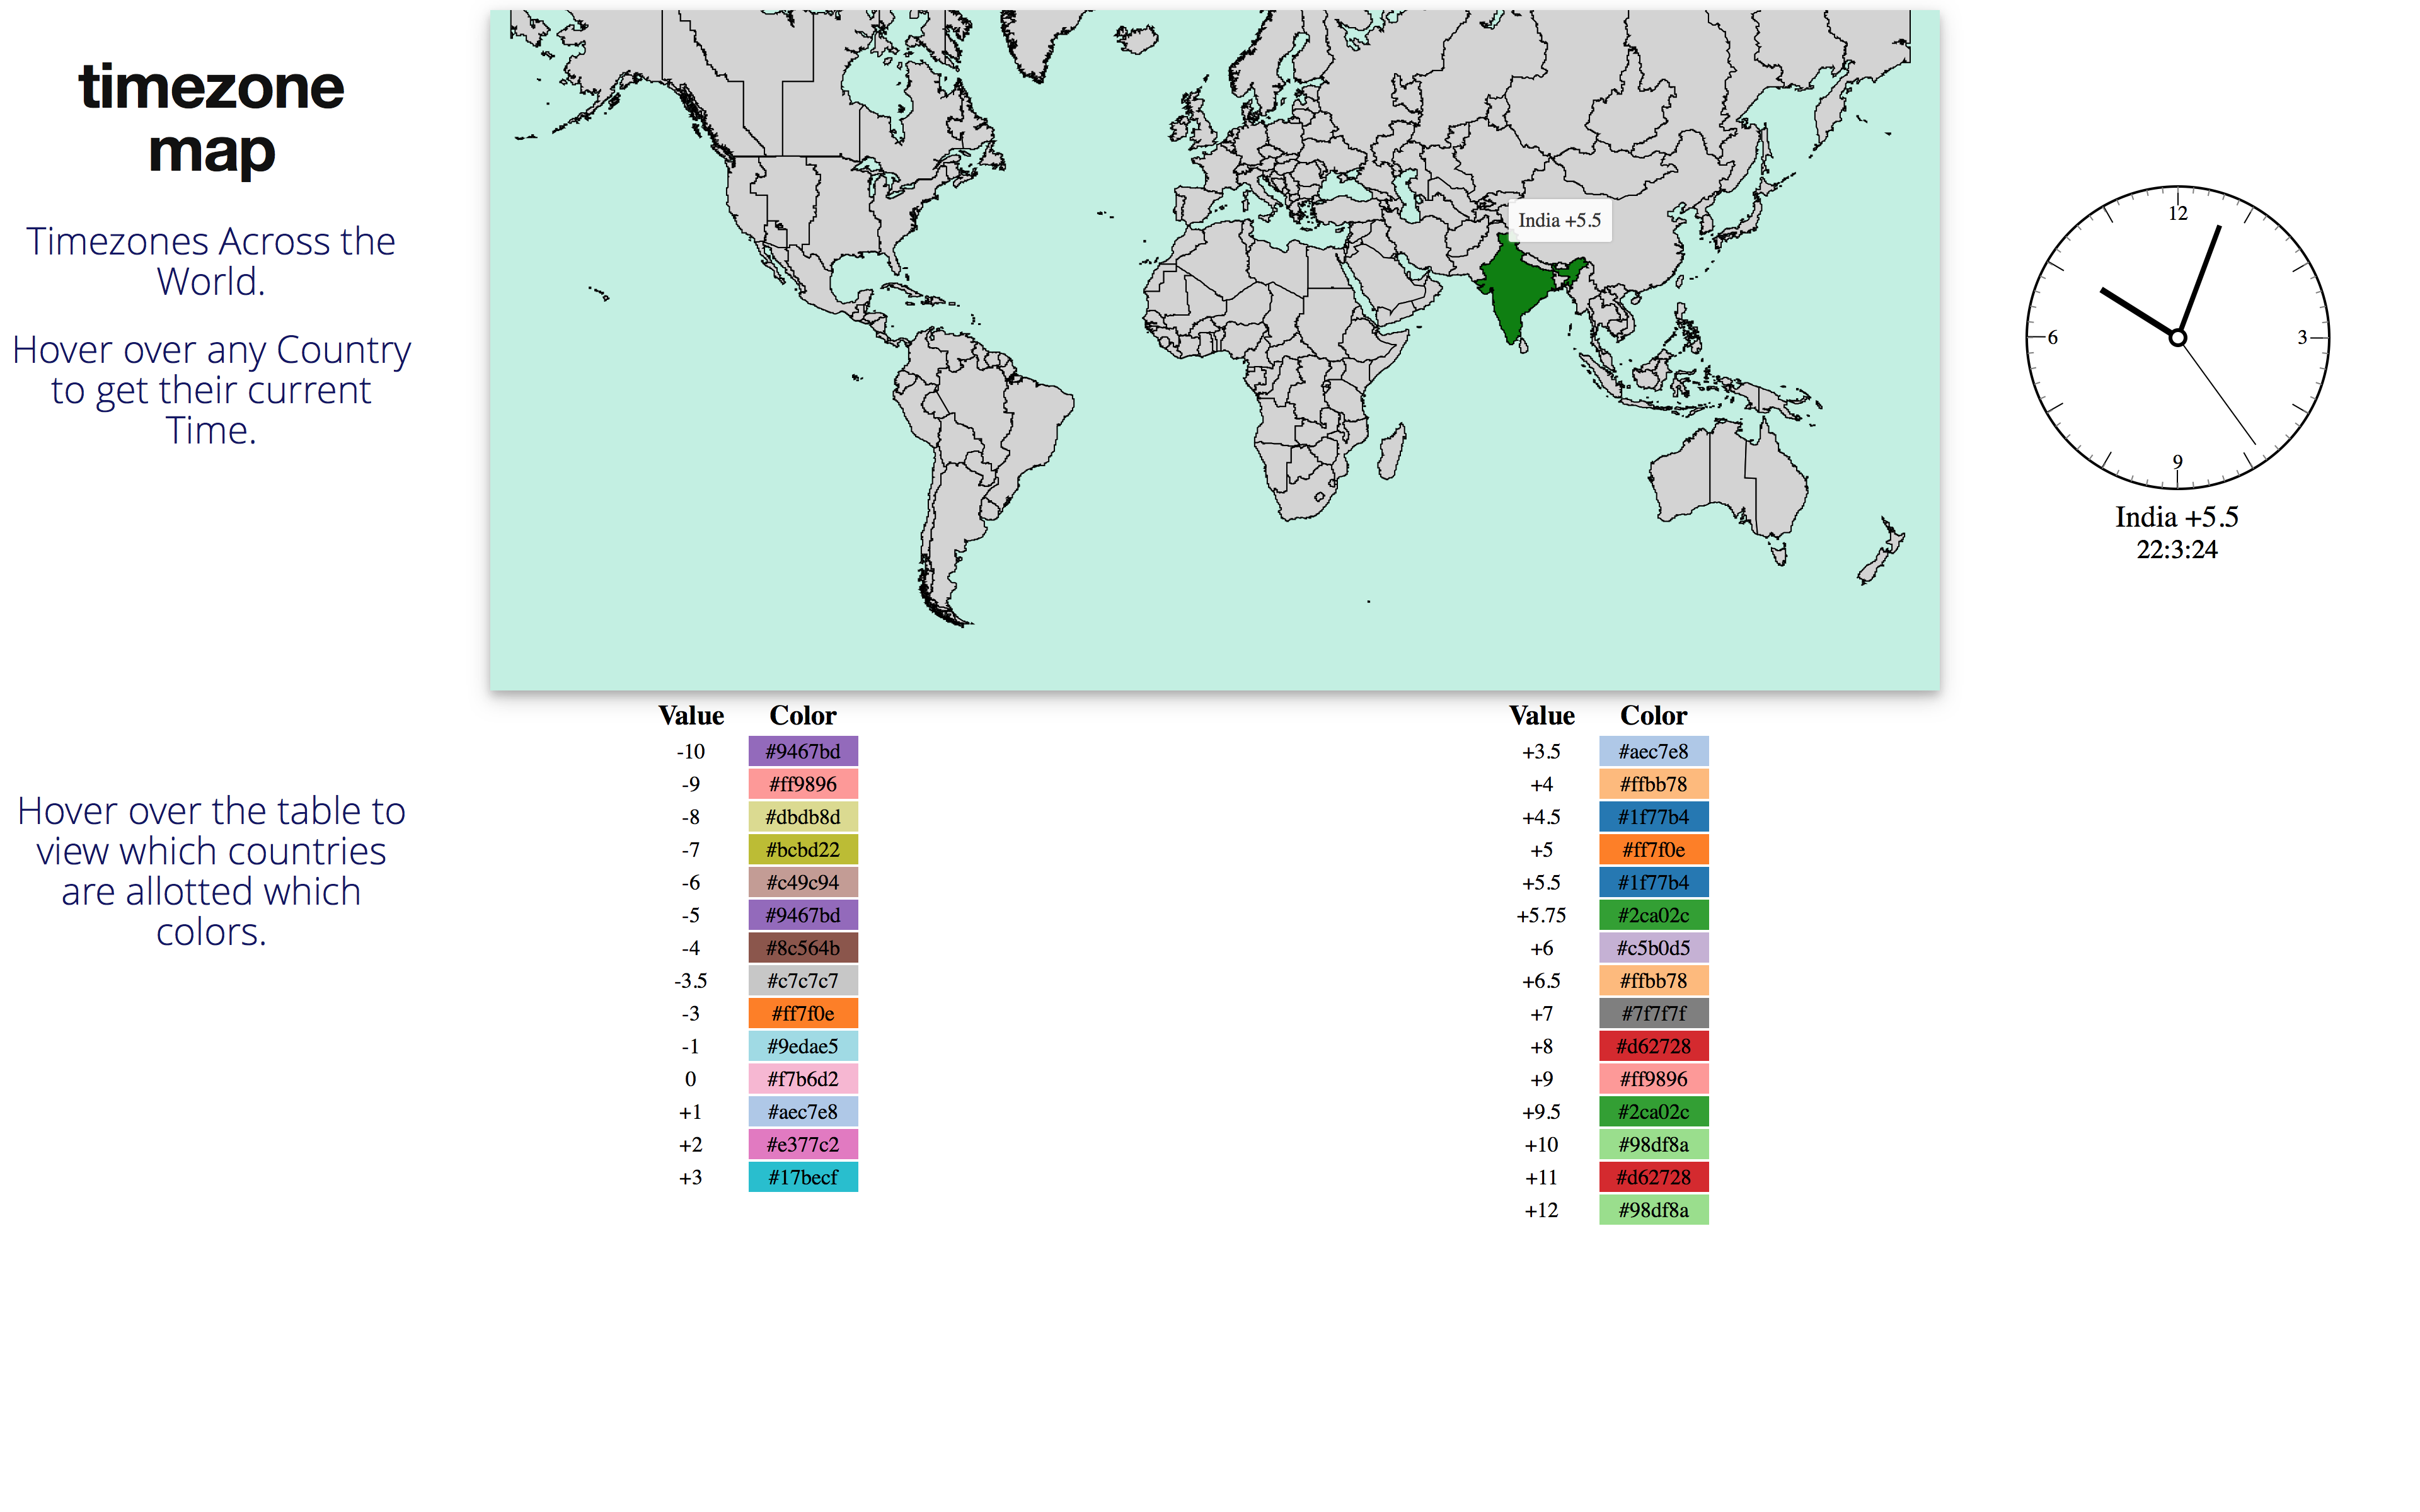 timezone
map
Timezones Across the
World.
Hover over any Country
to get their current
Time.
India +5.5
12
3
6
9
India +5.5
22:3:24
Hover over the table to
view which countries
are allotted which
colors.
Value Color
-10 #9467bd
-9 #ff9896
-8 #dbdb8d
-7 #bcbd22
-6 #c49c94
-5 #9467bd
-4 #8c564b
-3.5 #c7c7c7
-3 #ff7f0e
-1 #9edae5
0 #f7b6d2
+1 #aec7e8
+2 #e377c2
+3 #17becf
Value Color
+3.5 #aec7e8
+4 #ffbb78
+4.5 #1f77b4
+5 #ff7f0e
+5.5 #1f77b4
+5.75 #2ca02c
+6 #c5b0d5
+6.5 #ffbb78
+7 #7f7f7f
+8 #d62728
+9 #ff9896
+9.5 #2ca02c
+10 #98df8a
+11 #d62728
+12 #98df8a